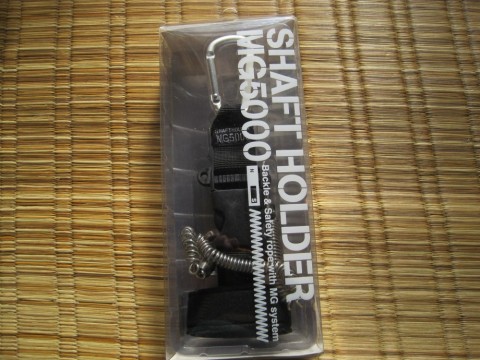 SHAFT HOLDER
MG5000
Backle & Safety rope with MG system